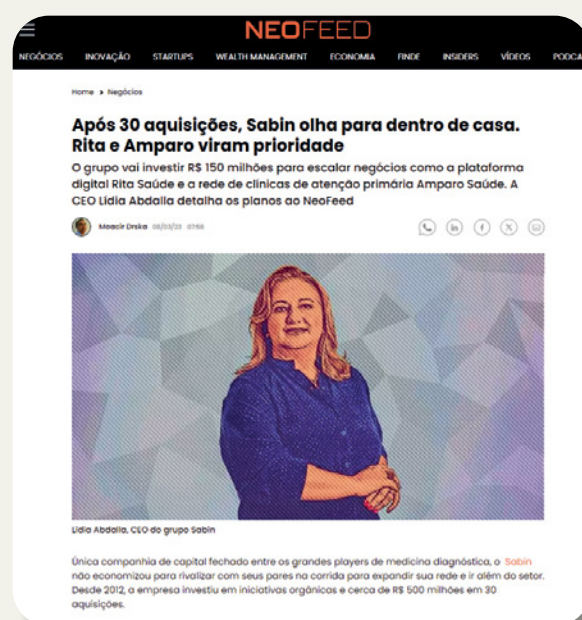 NEOFEED
NEGÓCIOS INOVAÇÃO STARTUPS WEALTH MANAGEMENT ECONOMIA FINDE INSIDERS VÍDEOS PODCA
Home > Negócios
Após 30 aquisições, Sabin olha para dentro de casa.
Rita e Amparo viram prioridade
O grupo vai investir R$ 150 milhões para escalar negócios como a plataforma
digital Rita Saúde e a rede de clínicas de atenção primária Amparo Saúde. A
CEO Lídia Abdalla detalha os planos ao NeoFeed
Moacir Drska
Lídia Abdalla, CEO do grupo Sabin
Única companhia de capital fechado entre os grandes players de medicina diagnóstica, o Sabin
não economizou para rivalizar com seus pares na corrida para expandir sua rede e ir além do setor.
Desde 2012, a empresa investiu em iniciativas orgânicas e cerca de R$ 500 milhões em 30
aquisições.